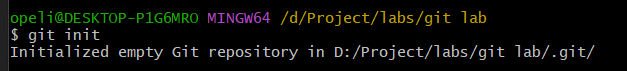 opeli@DESKTOP-P1G6MRO MINGW64 /d/Project/labs/git lab
$ git init
Initialized empty Git repository in D:/Project/labs/git lab/.git/